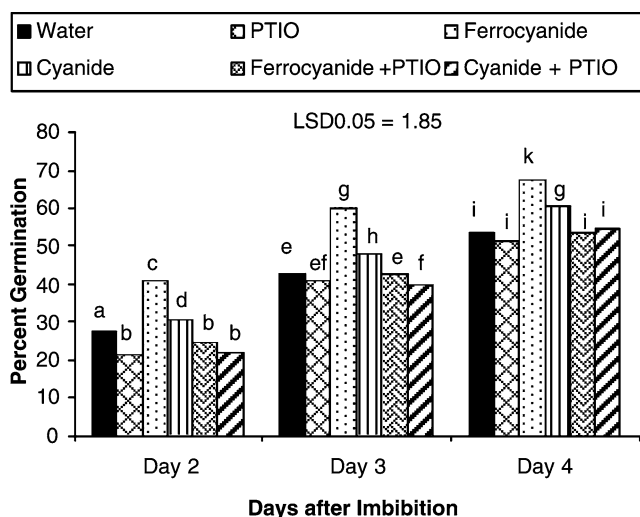 Water PTIO Ferrocyanide
Cyanide Ferrocyanide +PTIO Cyanide + PTIO
LSD0.05 = 1.85
Percent Germination
80
70
60
50
40
30
20
10
0
a b c d b b
e ef g h e f
i i k g i i
Day 2 Day 3 Day 4
Days after Imbibition